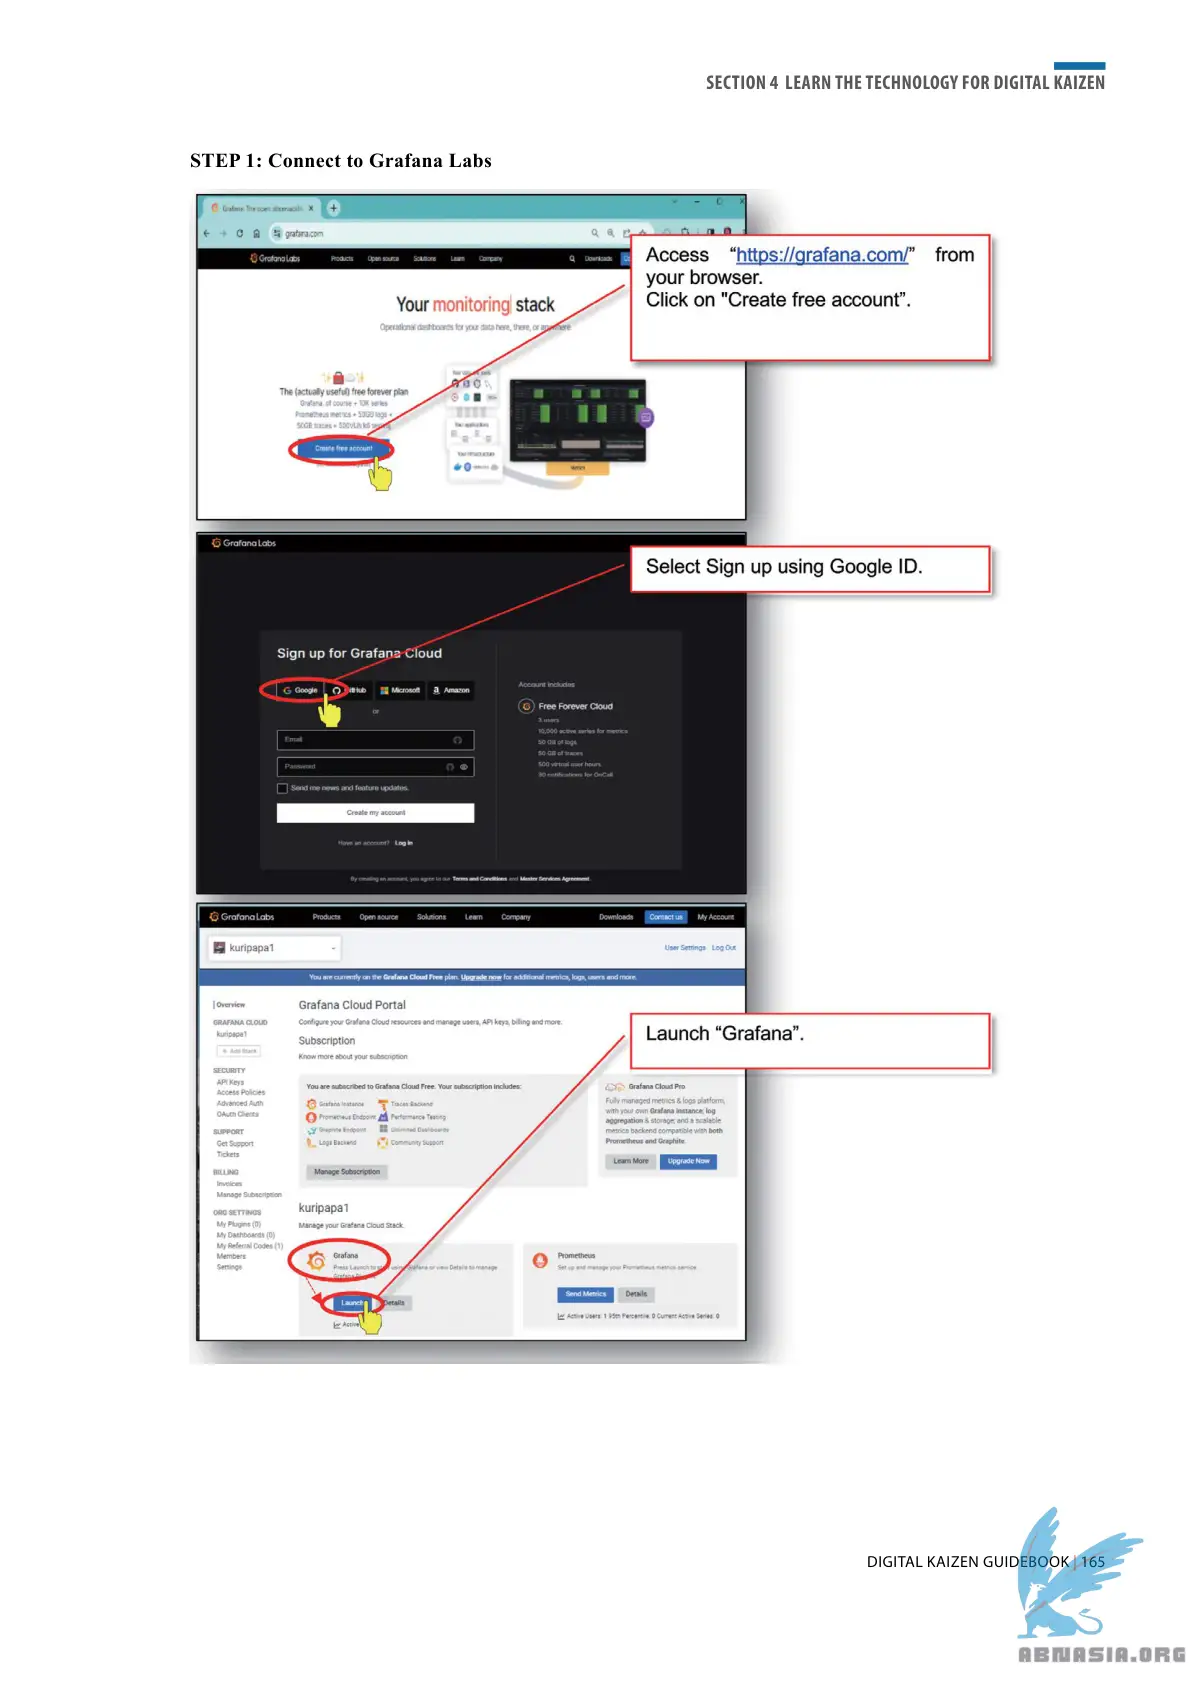 SECTION 4 LEARN THE TECHNOLOGY FOR DIGITAL KAIZEN
STEP 1: Connect to Grafana Labs
grafana.com
Grafana Labs
Products Open source Solutions Learn Company Downloads
Access “https://grafana.com/” from
your browser.
Click on "Create free account”.
Your monitoring stack
Operational dashboards for your data here, there, or anywhere
The (actually useful) free forever plan
Grafana, of course + 10K series
Prometheus metrics + 50GB logs +
50GB traces + 500VUh k6 testing
Create free account
Grafana Labs
Select Sign up using Google ID.
Sign up for Grafana Cloud
Google GitHub Microsoft Amazon
or
Email
Password
Send me news and feature updates.
Create my account
Have an account? Log in
Account includes
Free Forever Cloud
3 users
10,000 active series for metrics
50 GB of logs
50 GB of traces
500 virtual user hours
30 notifications for OnCall
By creating an account, you agree to our Terms and Conditions and Master Services Agreement.
Grafana Labs
Products Open source Solutions Learn Company Downloads Contact us My Account
kuripapa1
User Settings Log Out
You are currently on the Grafana Cloud Free plan. Upgrade now for additional metrics, logs, users and more.
Overview
GRAFANA CLOUD
kuripapa1
+ Add Stack
SECURITY
API Keys
Access Policies
Advanced Auth
OAuth Clients
SUPPORT
Get Support
Tickets
BILLING
Invoices
Manage Subscription
ORG SETTINGS
My Plugins (0)
My Dashboards (0)
My Referral Codes (1)
Members
Settings
Grafana Cloud Portal
Configure your Grafana Cloud resources and manage users, API keys, billing and more.
Subscription
Know more about your subscription
Launch “Grafana”.
You are subscribed to Grafana Cloud Free. Your subscription includes:
Grafana Instance Traces Backend
Prometheus Endpoint Performance Testing
Graphite Endpoint Unlimited Dashboards
Logs Backend Community Support
Manage Subscription
Grafana Cloud Pro
Fully managed metrics & logs platform,
with your own Grafana instance; log
aggregation & storage; and a scalable
metrics backend compatible with both
Prometheus and Graphite.
Learn More Upgrade Now
kuripapa1
Manage your Grafana Cloud Stack.
Grafana
Press Launch to start using Grafana or view Details to manage
Launch Details
Active
Prometheus
Set up and manage your Prometheus metrics service
Send Metrics Details
Active Users: 1 95th Percentile: 0 Current Active Series: 0
DIGITAL KAIZEN GUIDEBOOK | 165
ABNASIA.ORG